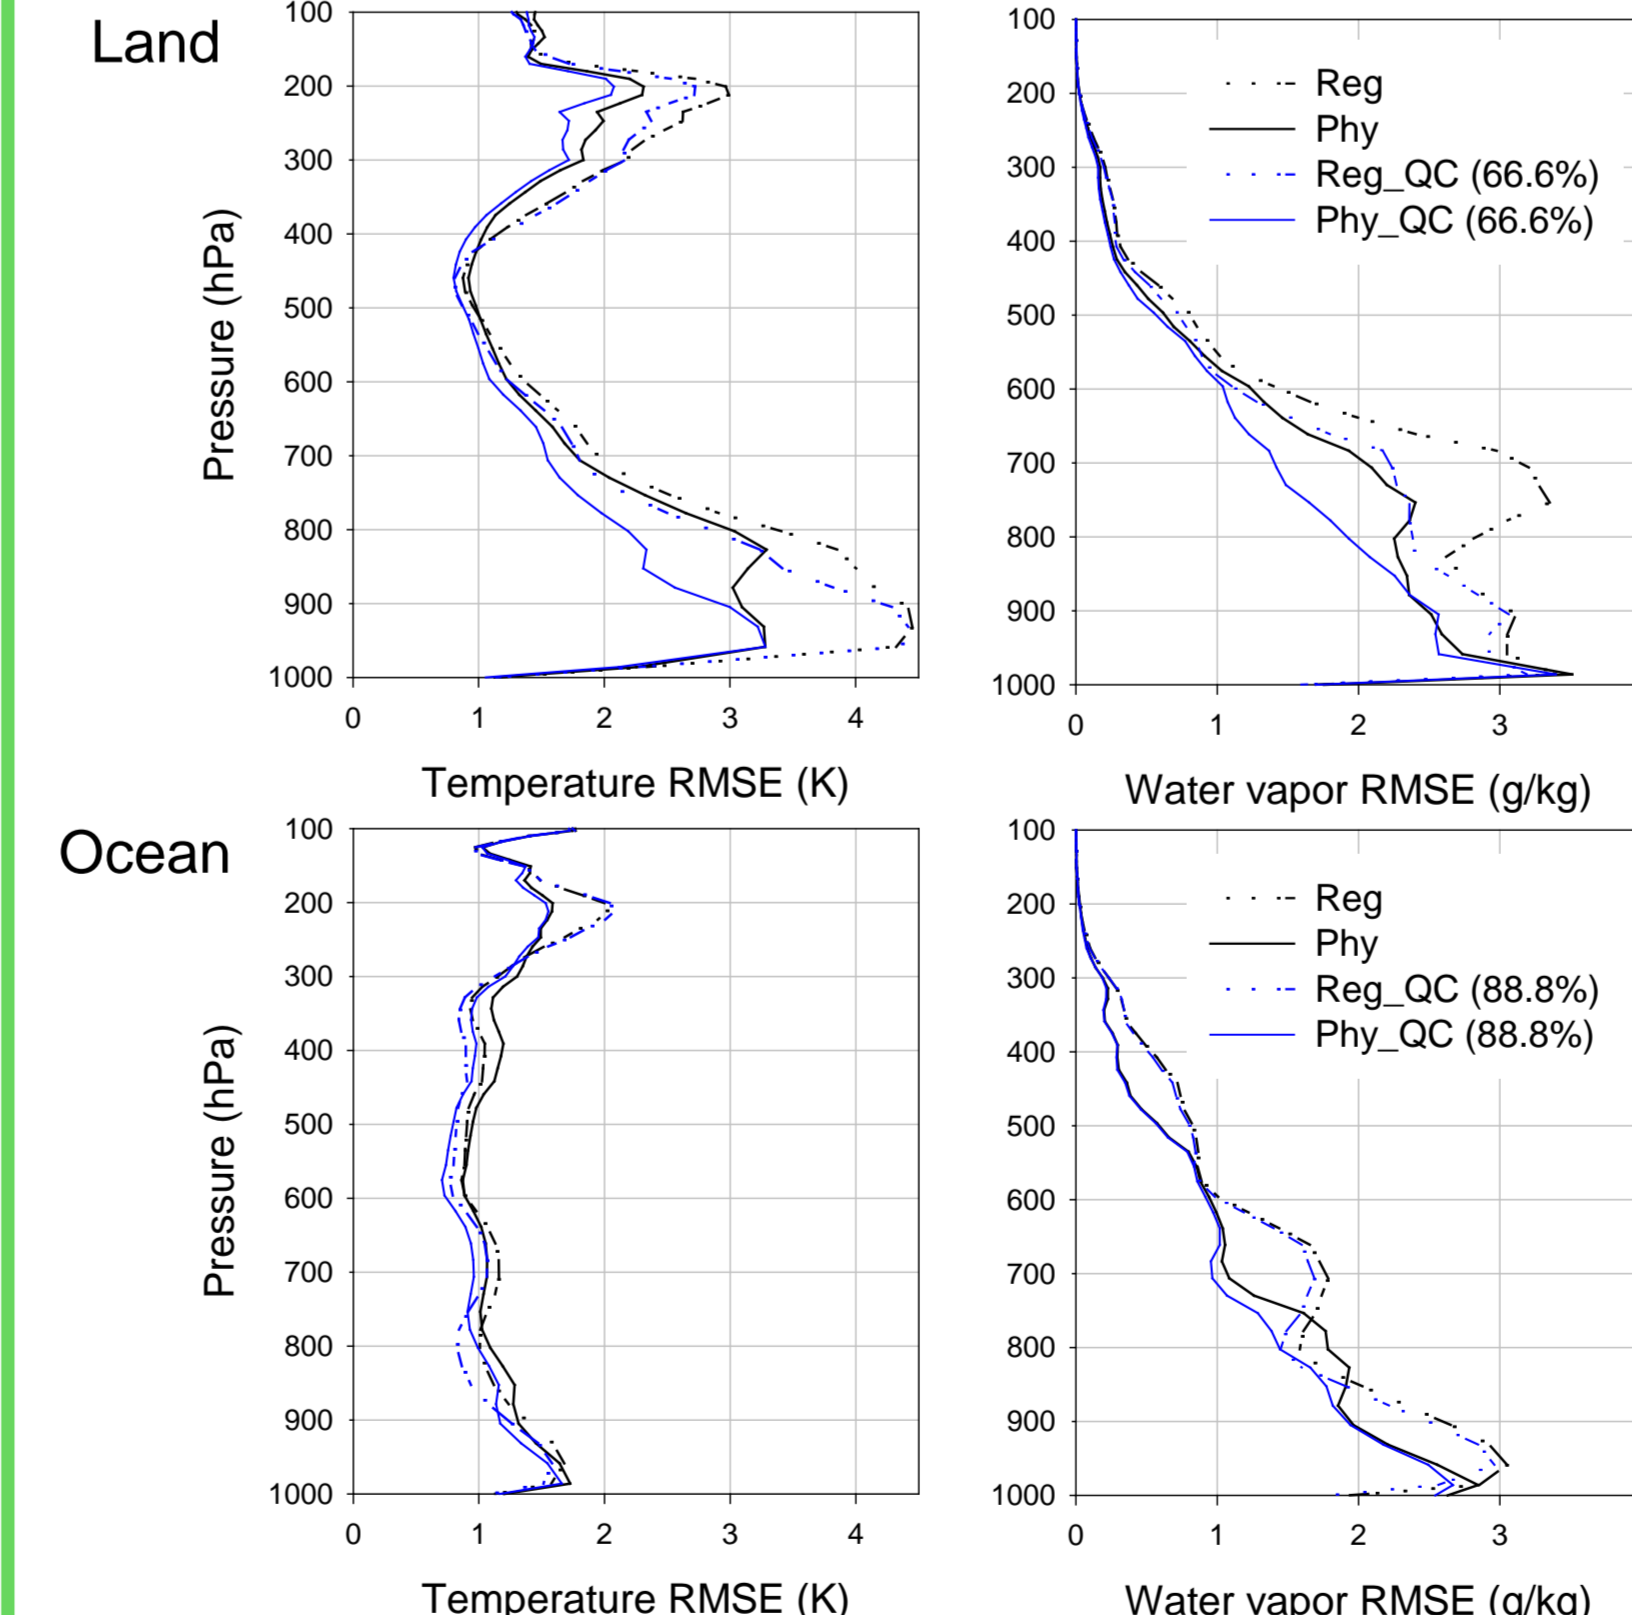 Land
Pressure (hPa)
100
200
300
400
500
600
700
800
900
1000
0 1 2 3 4
Temperature RMSE (K)
100
200
300
400
500
600
700
800
900
1000
Reg
Phy
Reg_QC (66.6%)
Phy_QC (66.6%)
0 1 2 3
Water vapor RMSE (g/kg)
Ocean
Pressure (hPa)
100
200
300
400
500
600
700
800
900
1000
0 1 2 3 4
Temperature RMSE (K)
100
200
300
400
500
600
700
800
900
1000
Reg
Phy
Reg_QC (88.8%)
Phy_QC (88.8%)
0 1 2 3
Water vapor RMSE (g/kg)